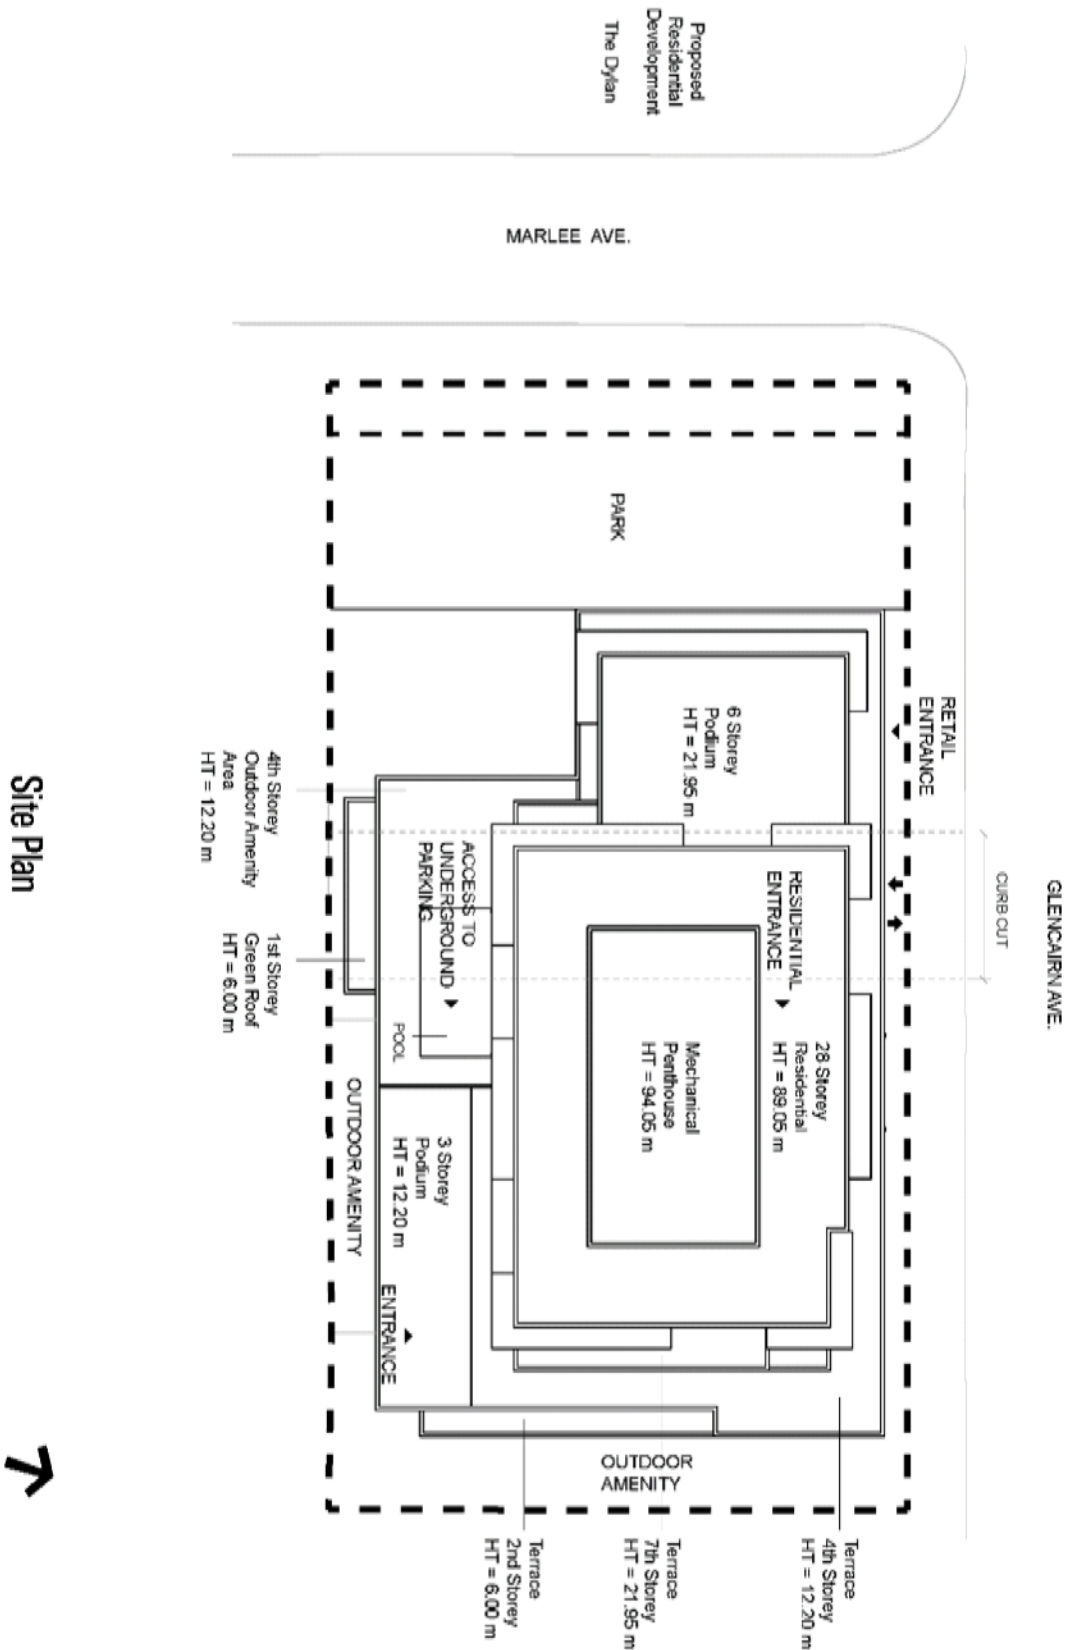 Proposed
Residential
Development
The Dylan
MARLEE AVE.
GLENCAIRN AVE.
CURB CUT
PARK
RETAIL
ENTRANCE
6 Storey
Podium
HT = 21.95 m
RESIDENTIAL
ENTRANCE
28 Storey
Residential
HT = 89.05 m
Mechanical
Penthouse
HT = 94.05 m
ACCESS TO
UNDERGROUND
PARKING
POOL
3 Storey
Podium
HT = 12.20 m
ENTRANCE
OUTDOOR AMENITY
OUTDOOR
AMENITY
4th Storey
Outdoor Amenity
Area
HT = 12.20 m
1st Storey
Green Roof
HT = 6.00 m
Terrace
4th Storey
HT = 12.20 m
Terrace
7th Storey
HT = 21.95 m
Terrace
2nd Storey
HT = 6.00 m
Site Plan